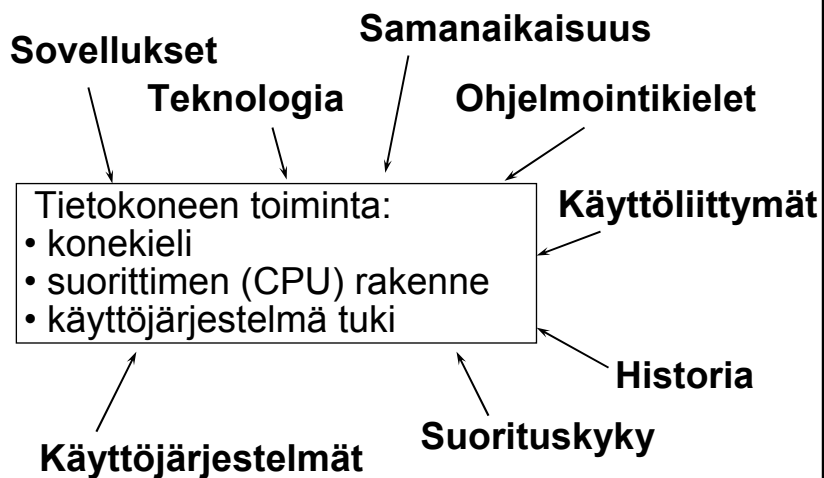 Samanaikaisuus
Sovellukset
Teknologia
Ohjelmointikielet
Tietokoneen toiminta:
• konekieli
• suorittimen (CPU) rakenne
• käyttöjärjestelmä tuki
Käyttöliittymät
Historia
Suorituskyky
Käyttöjärjestelmät